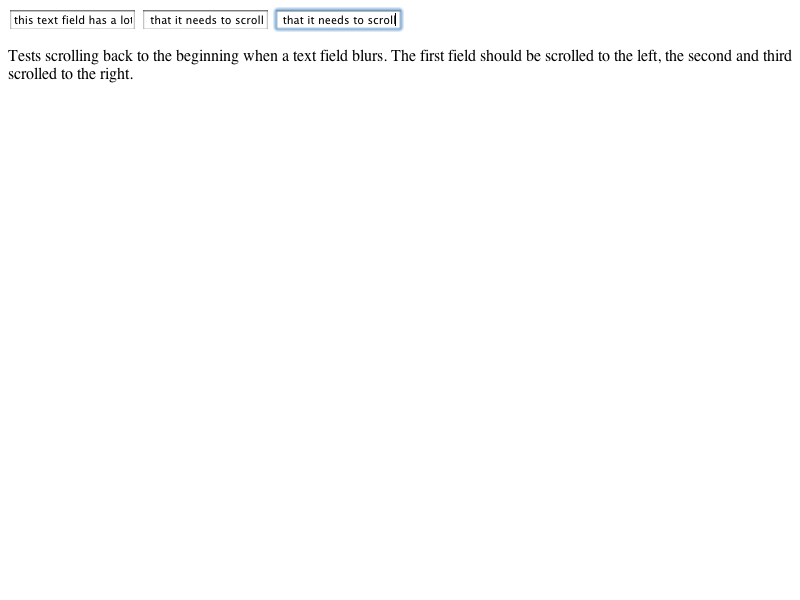 this text field has a lot that it needs to scroll that it needs to scroll
Tests scrolling back to the beginning when a text field blurs. The first field should be scrolled to the left, the second and third
scrolled to the right.